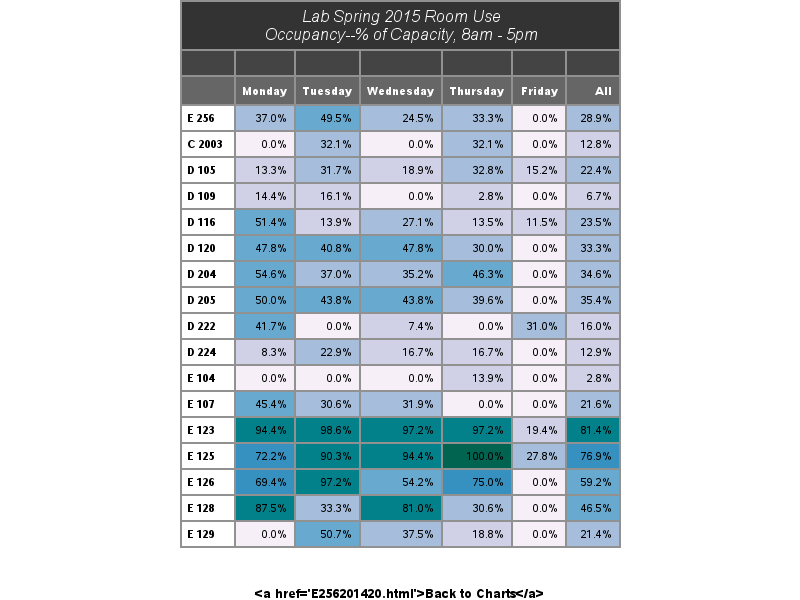 Lab Spring 2015 Room Use
Occupancy--% of Capacity, 8am - 5pm
Monday Tuesday Wednesday Thursday Friday All
E 256 37.0% 49.5% 24.5% 33.3% 0.0% 28.9%
C 2003 0.0% 32.1% 0.0% 32.1% 0.0% 12.8%
D 105 13.3% 31.7% 18.9% 32.8% 15.2% 22.4%
D 109 14.4% 16.1% 0.0% 2.8% 0.0% 6.7%
D 116 51.4% 13.9% 27.1% 13.5% 11.5% 23.5%
D 120 47.8% 40.8% 47.8% 30.0% 0.0% 33.3%
D 204 54.6% 37.0% 35.2% 46.3% 0.0% 34.6%
D 205 50.0% 43.8% 43.8% 39.6% 0.0% 35.4%
D 222 41.7% 0.0% 7.4% 0.0% 31.0% 16.0%
D 224 8.3% 22.9% 16.7% 16.7% 0.0% 12.9%
E 104 0.0% 0.0% 0.0% 13.9% 0.0% 2.8%
E 107 45.4% 30.6% 31.9% 0.0% 0.0% 21.6%
E 123 94.4% 98.6% 97.2% 97.2% 19.4% 81.4%
E 125 72.2% 90.3% 94.4% 100.0% 27.8% 76.9%
E 126 69.4% 97.2% 54.2% 75.0% 0.0% 59.2%
E 128 87.5% 33.3% 81.0% 30.6% 0.0% 46.5%
E 129 0.0% 50.7% 37.5% 18.8% 0.0% 21.4%
<a href='E256201420.html'>Back to Charts</a>